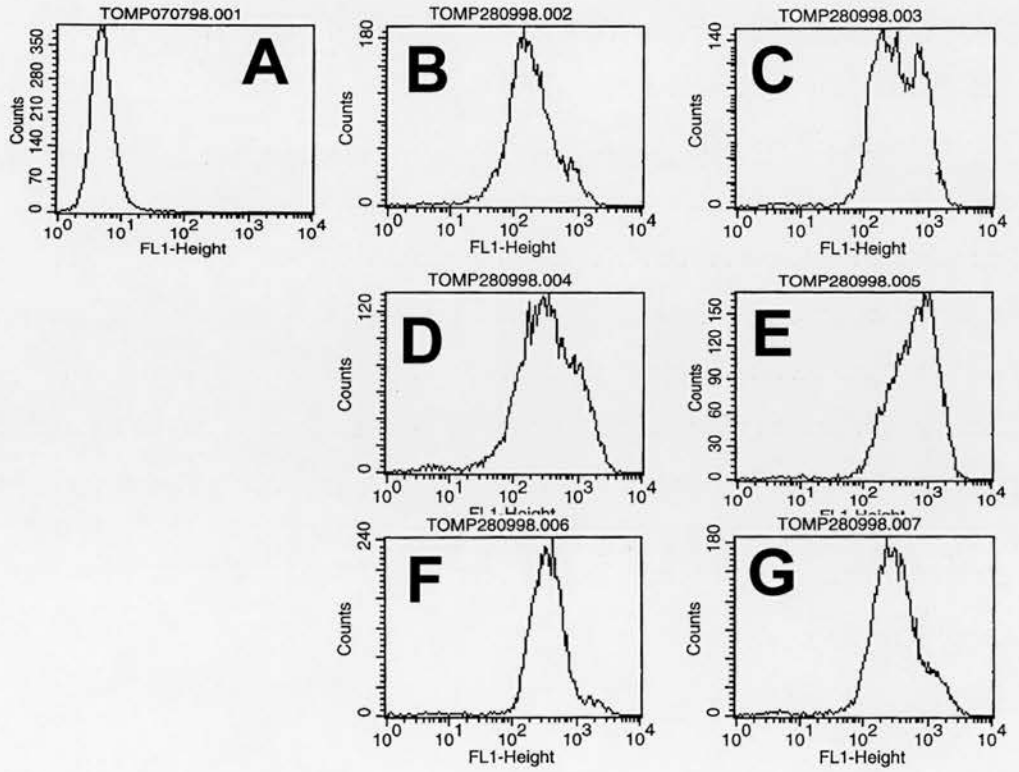 TOMP070798.001
A
Counts
350
280
210
140
70
0
10^0 10^1 10^2 10^3 10^4
FL1-Height
TOMP280998.002
B
Counts
180
0
10^0 10^1 10^2 10^3 10^4
FL1-Height
TOMP280998.003
C
Counts
140
0
10^0 10^1 10^2 10^3 10^4
FL1-Height
TOMP280998.004
D
Counts
120
0
10^0 10^1 10^2 10^3 10^4
FL1-Height
TOMP280998.005
E
Counts
150
120
90
60
30
0
10^0 10^1 10^2 10^3 10^4
FL1-Height
TOMP280998.006
F
Counts
240
0
10^0 10^1 10^2 10^3 10^4
FL1-Height
TOMP280998.007
G
Counts
180
0
10^0 10^1 10^2 10^3 10^4
FL1-Height